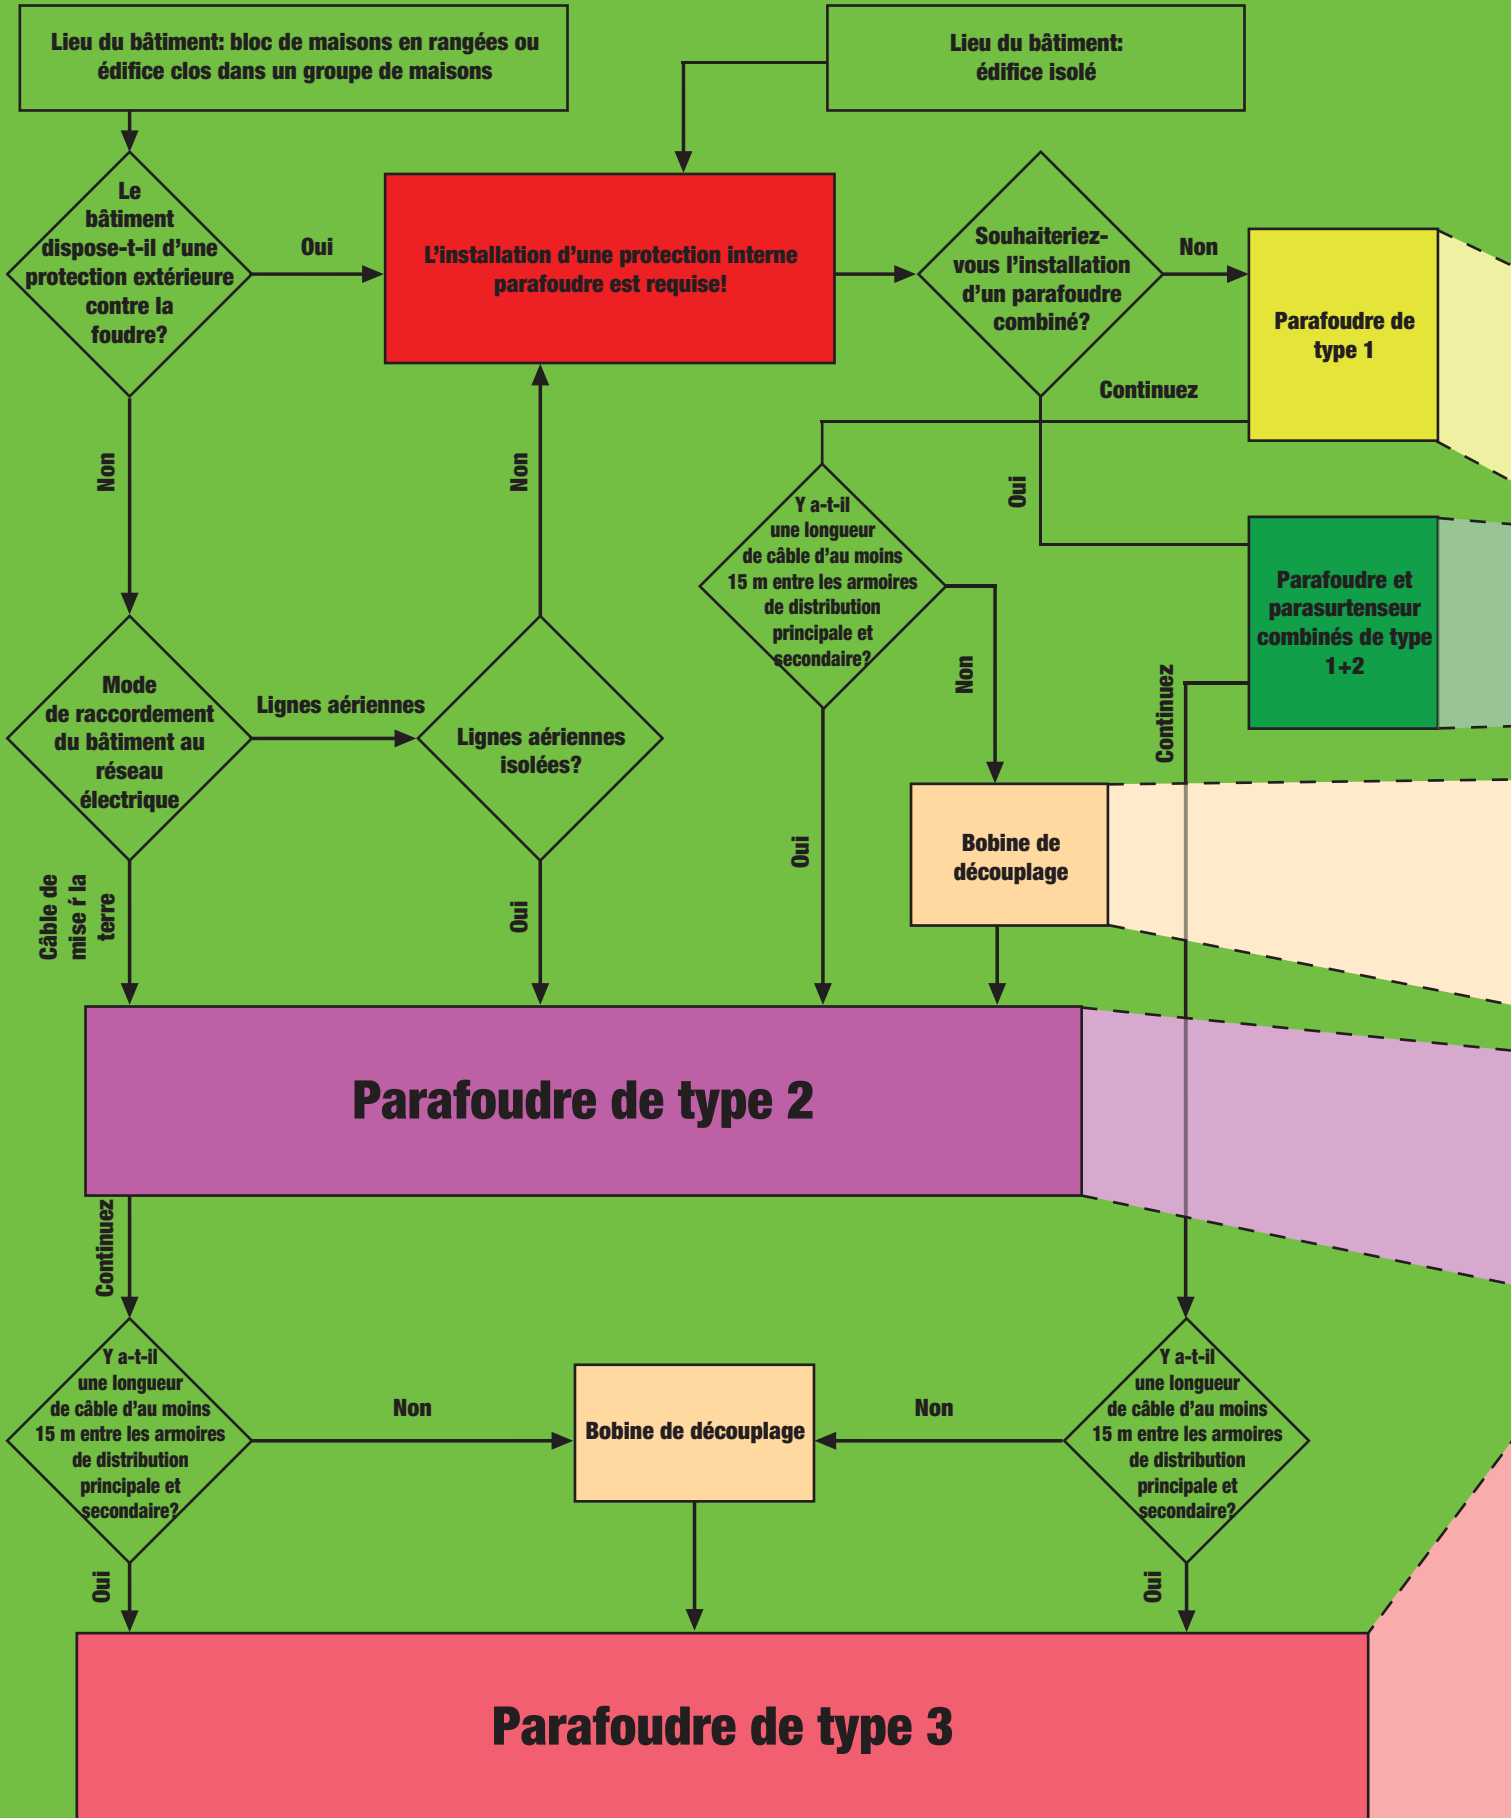 Lieu du bâtiment: bloc de maisons en rangées ou
édifice clos dans un groupe de maisons
Lieu du bâtiment:
édifice isolé
Le
bâtiment
dispose-t-il d’une
protection extérieure
contre la
foudre?
Oui
L’installation d’une protection interne
parafoudre est requise!
Souhaiteriez-
vous l’installation
d’un parafoudre
combiné?
Non
Parafoudre de
type 1
Continuez
Non
Non
Oui
Y a-t-il
une longueur
de câble d’au moins
15 m entre les armoires
de distribution
principale et
secondaire?
Parafoudre et
parasurtenseur
combinés de type
1+2
Mode
de raccordement
du bâtiment au
réseau
électrique
Lignes aériennes
Lignes aériennes
isolées?
Non
Continuez
Câble de
mise ŕ la
terre
Oui
Oui
Bobine de
découplage
Parafoudre de type 2
Continuez
Y a-t-il
une longueur
de câble d’au moins
15 m entre les armoires
de distribution
principale et
secondaire?
Non
Bobine de découplage
Non
Y a-t-il
une longueur
de câble d’au moins
15 m entre les armoires
de distribution
principale et
secondaire?
Oui
Oui
Parafoudre de type 3